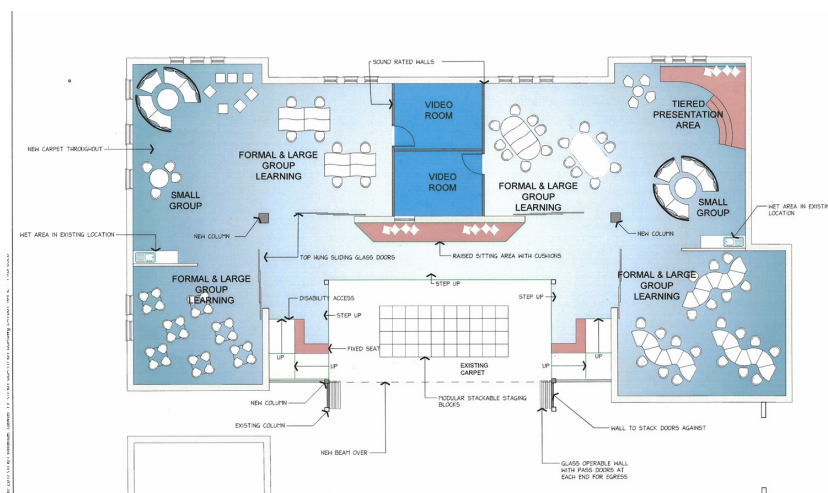 SOUND RATED WALLS
VIDEO
ROOM
TIERED
PRESENTATION
AREA
NEW CARPET THROUGHOUT
FORMAL & LARGE
GROUP
LEARNING
VIDEO
ROOM
FORMAL & LARGE
GROUP
LEARNING
SMALL
GROUP
SMALL
GROUP
WET AREA IN EXISTING
LOCATION
WET AREA IN EXISTING LOCATION
NEW COLUMN
NEW COLUMN
TOP HUNG SLIDING GLASS DOORS
RAISED SITTING AREA WITH CUSHIONS
FORMAL & LARGE
GROUP
LEARNING
FORMAL & LARGE
GROUP
LEARNING
STEP UP
DISABILITY ACCESS
STEP UP
STEP UP
FIXED SEAT
UP
UP
UP
UP
EXISTING
CARPET
NEW COLUMN
MODULAR STACKABLE STAGING
BLOCKS
EXISTING COLUMN
WALL TO STACK DOORS AGAINST
NEW BEAM OVER
GLASS OPERABLE WALL
WITH PASS DOORS AT
EACH END FOR EGRESS